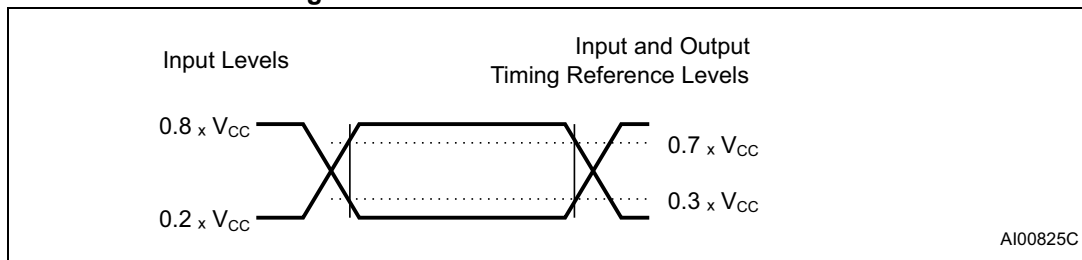 Input Levels
Input and Output
Timing Reference Levels
0.8 x VCC
0.7 x VCC
0.3 x VCC
0.2 x VCC
AI00825C